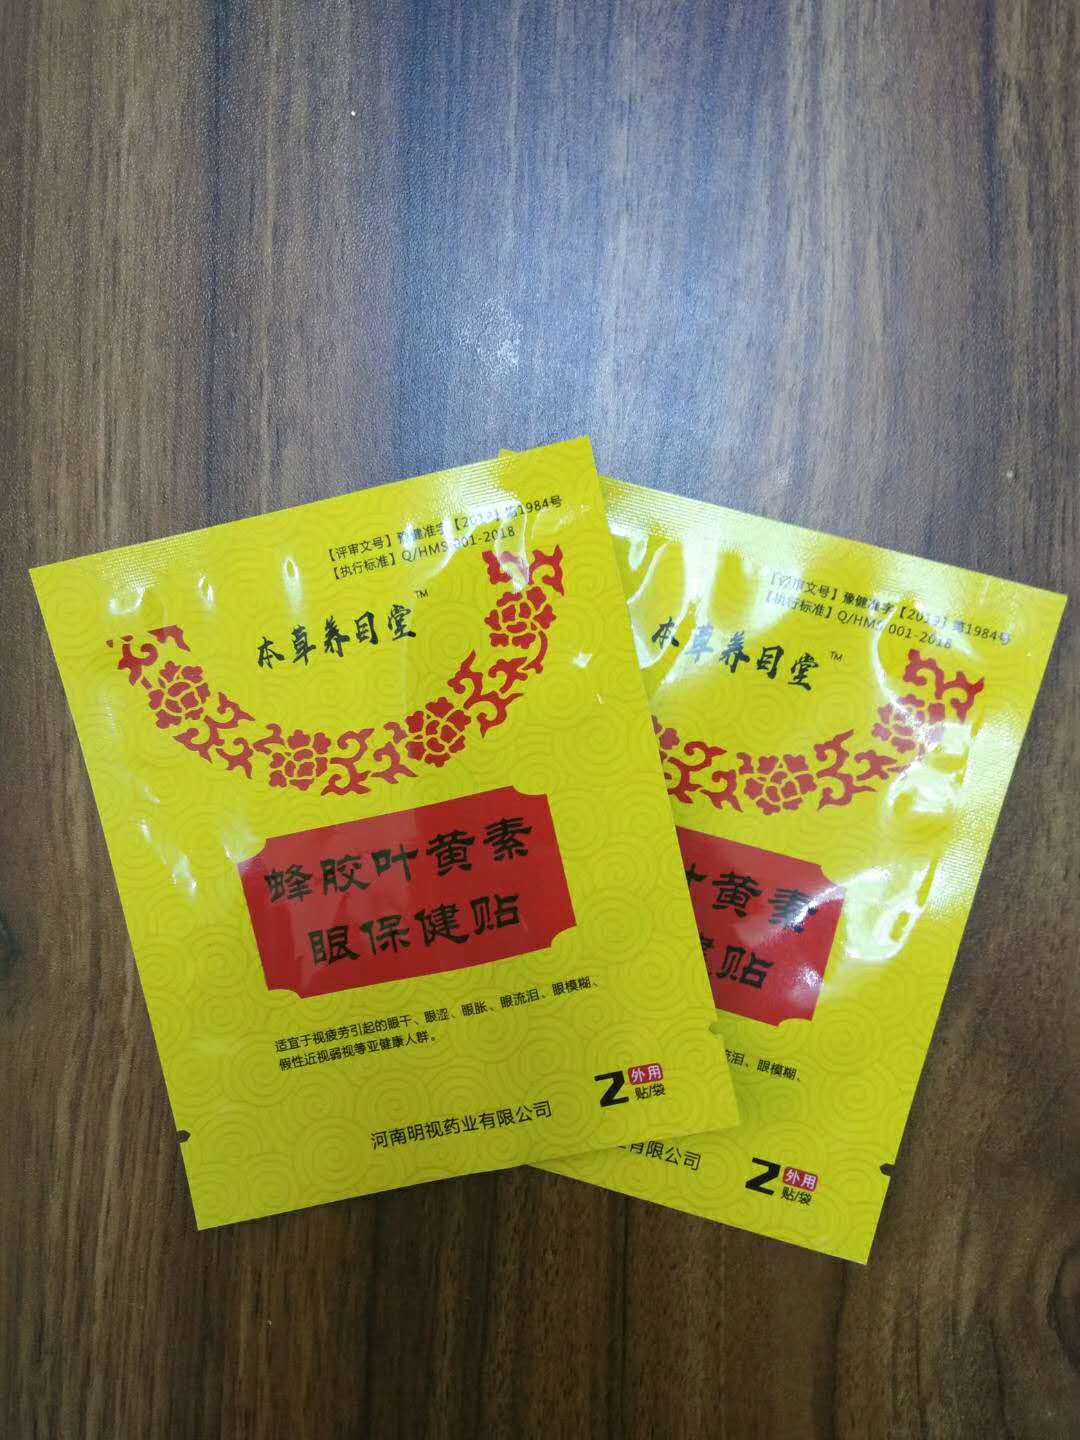 【评审文号】豫健准字【2019】第1984号
【执行标准】Q/HMS 001-2018
本草养目堂™
蜂胶叶黄素
眼保健贴
适宜于视疲劳引起的眼干、眼涩、眼胀、眼流泪、眼模糊、
假性近视弱视等亚健康人群。
2外用
贴/袋
河南明视药业有限公司
【评审文号】豫健准字【2019】第1984号
【执行标准】Q/HMS 001-2018
本草养目堂™
黄素
贴
流泪、眼模糊、
有限公司
2外用
贴/袋